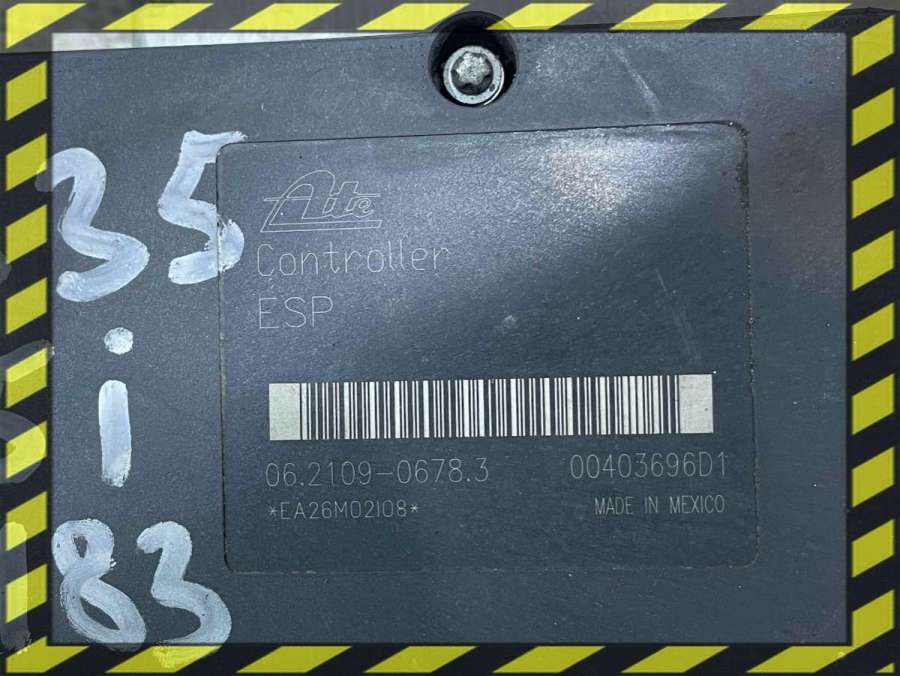 35
i
83
Ate
Controller
ESP
06.2109-0678.3 00403696D1
*EA26M02I08* MADE IN MEXICO